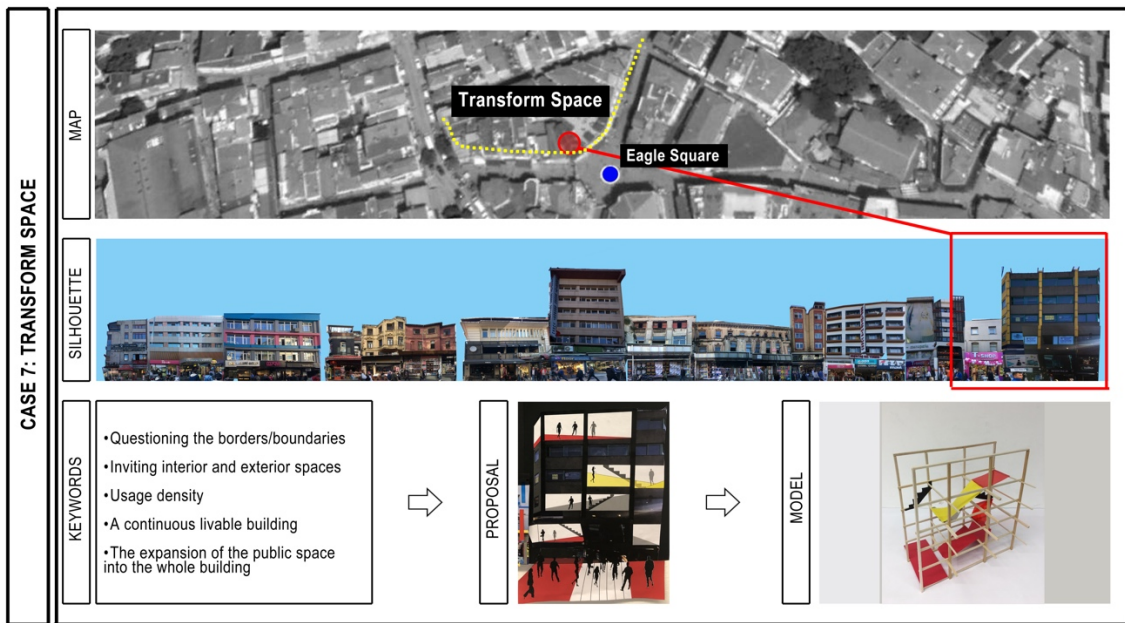 CASE 7: TRANSFORM SPACE
MAP
Transform Space
Eagle Square
SILHOUETTE
KEYWORDS
•Questioning the borders/boundaries
•Inviting interior and exterior spaces
•Usage density
•A continuous livable building
•The expansion of the public space
into the whole building
PROPOSAL
MODEL